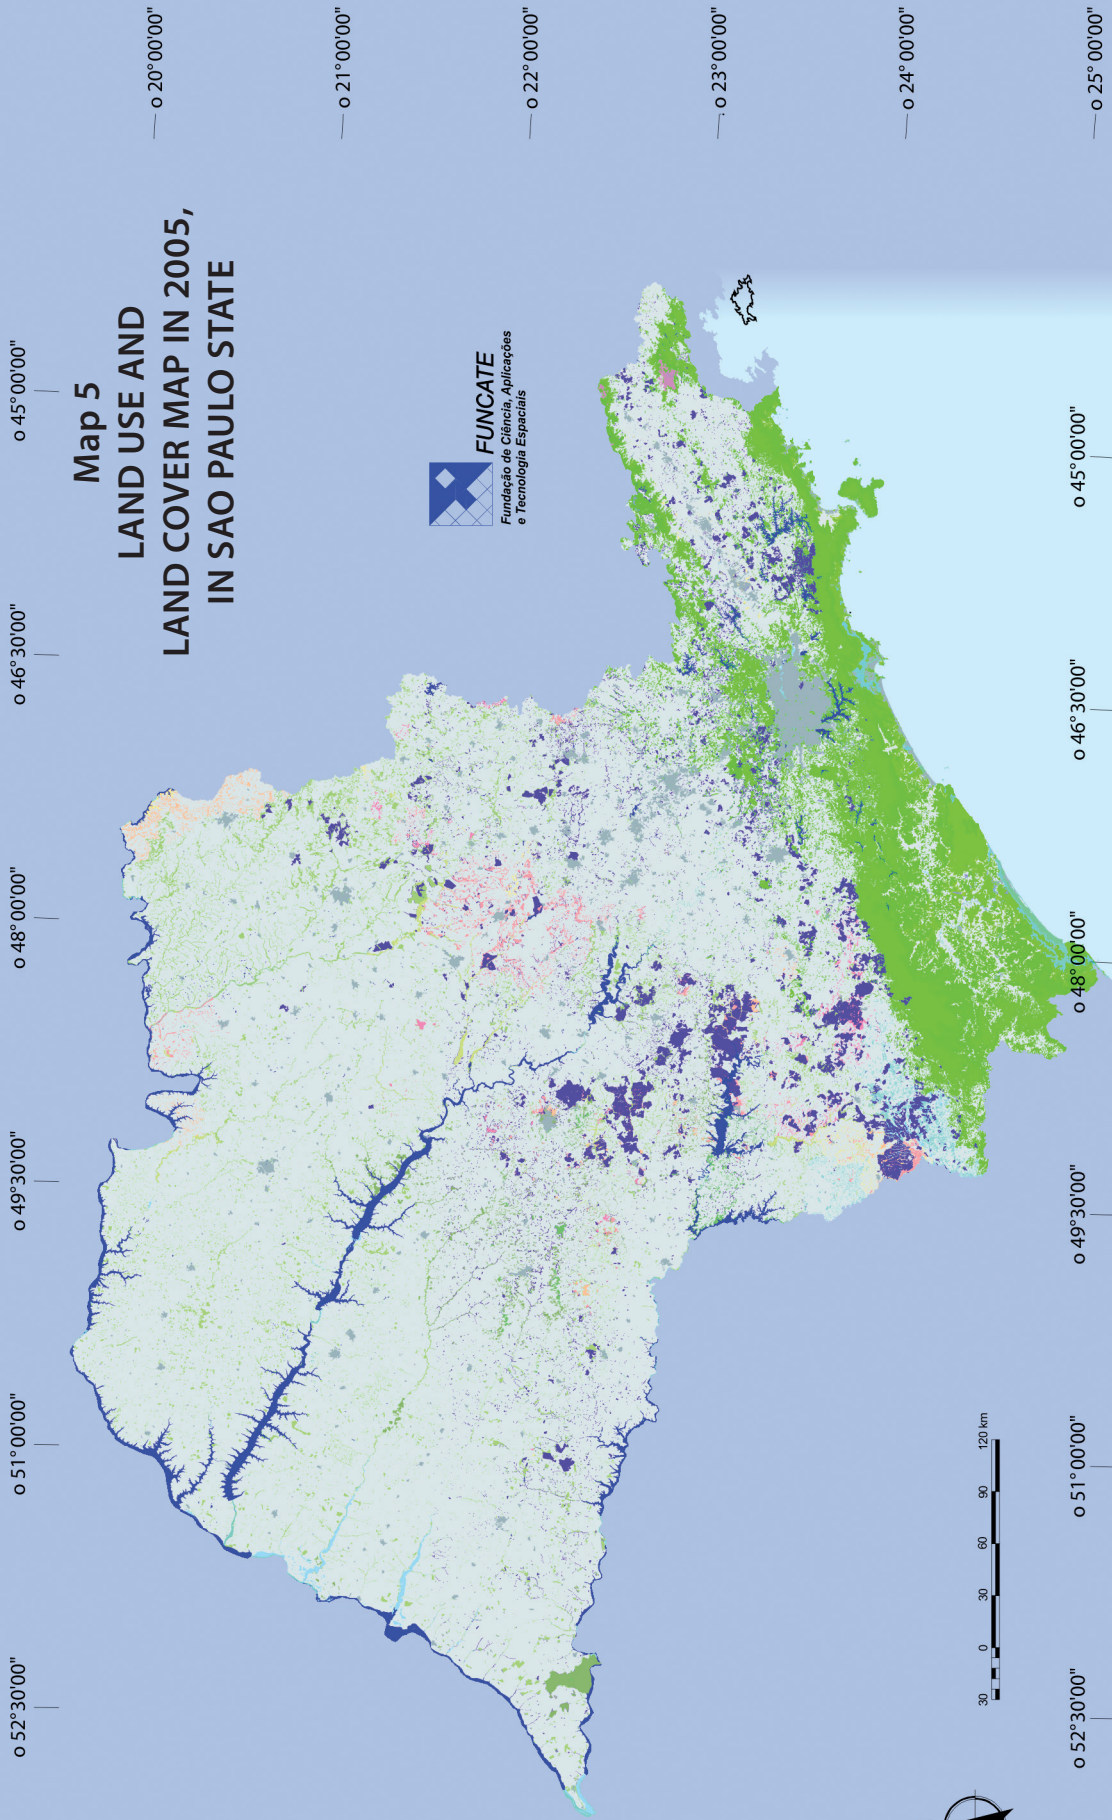 Map 5
LAND USE AND
LAND COVER MAP IN 2005,
IN SAO PAULO STATE
FUNCATE
Fundação de Ciência, Aplicações
e Tecnologia Espaciais
o 52°30'00"
o 51°00'00"
o 49°30'00"
o 48°00'00"
o 46°30'00"
o 45°00'00"
o 20°00'00"
o 21°00'00"
o 22°00'00"
o 23°00'00"
o 24°00'00"
o 25°00'00"
30 0 30 60 90 120 km
o 52°30'00"
o 51°00'00"
o 49°30'00"
o 48°00'00"
o 46°30'00"
o 45°00'00"